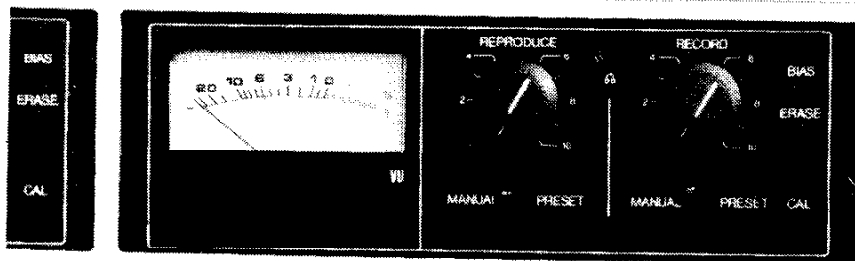 BIAS
ERASE
CAL
20 10 6 3 1 0
VU
REPRODUCE
4 6
2 8
10
MANUAL PRESET
RECORD
4 6
2 8
10
MANUAL PRESET
BIAS
ERASE
CAL